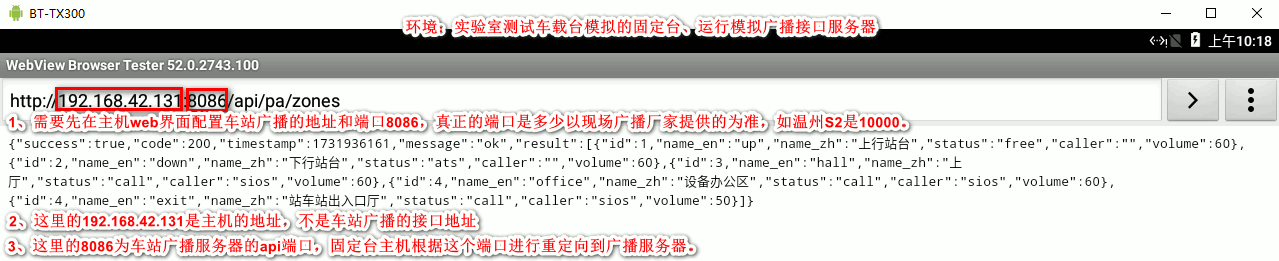 BT-TX300
环境：实验室测试车载台模拟的固定台、运行模拟广播接口服务器
上午10:18
WebView Browser Tester 52.0.2743.100
http://192.168.42.131:8086/api/pa/zones
1、需要先在主机web界面配置车站广播的地址和端口8086，真正的端口是多少以现场广播厂家提供的为准，如温州S2是10000。
{"success":true,"code":200,"timestamp":1731936161,"message":"ok","result":[{"id":1,"name_en":"up","name_zh":"上行站台","status":"free","caller":"","volume":60},
{"id":2,"name_en":"down","name_zh":"下行站台","status":"ats","caller":"","volume":60},{"id":3,"name_en":"hall","name_zh":"上
厅","status":"call","caller":"sios","volume":60},{"id":4,"name_en":"office","name_zh":"设备办公区","status":"call","caller":"sios","volume":60},
{"id":4,"name_en":"exit","name_zh":"站车站出入口厅","status":"call","caller":"sios","volume":50}]}
2、这里的192.168.42.131是主机的地址，不是车站广播的接口地址
3、这里的8086为车站广播服务器的api端口，固定台主机根据这个端口进行重定向到广播服务器。